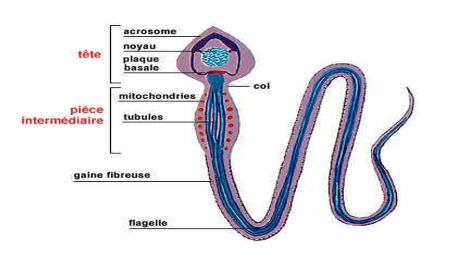 acrosome
noyau
tête
plaque
basale
col
mitochondries
pièce
intermédiaire
tubules
gaine fibreuse
flagelle